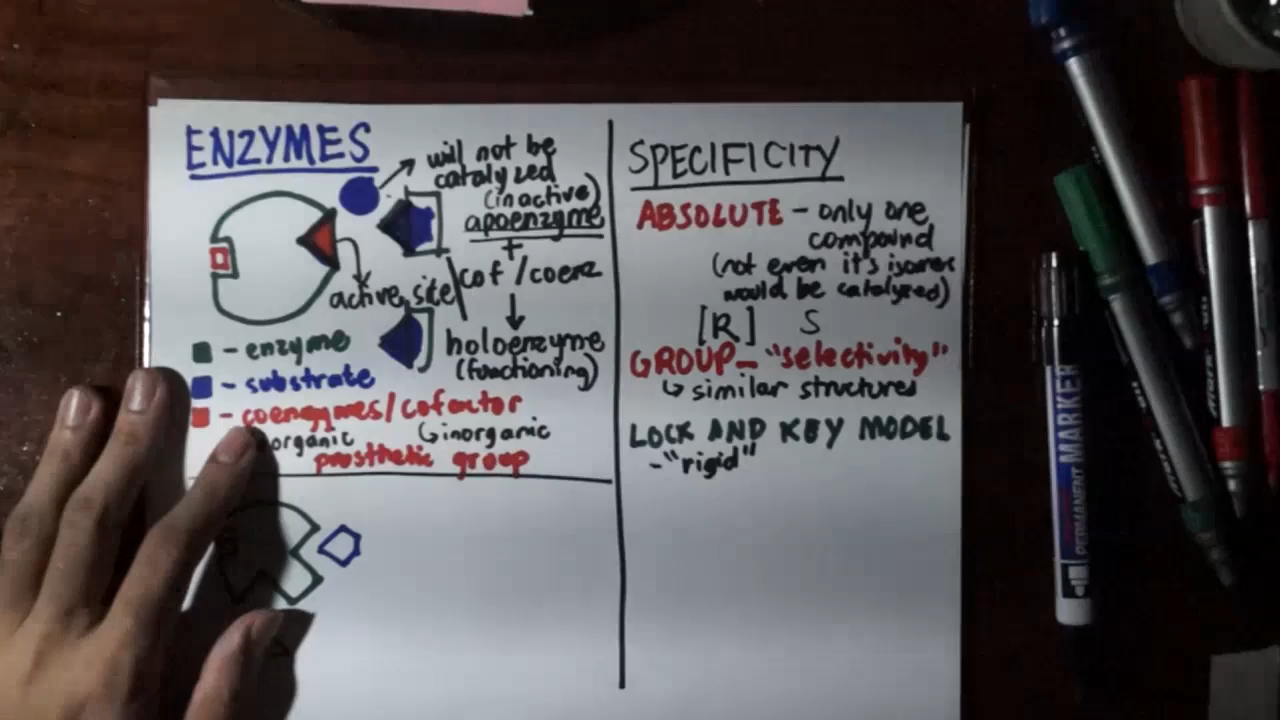 ENZYMES
will not be
catalyzed
(inactive)
apoenzyme
+
cof/coenz
active site
holoenzyme
(functioning)
- enzyme
- substrate
- coenzymes/cofactor
organic
inorganic
prosthetic group
SPECIFICITY
ABSOLUTE - only one
compound
(not even it's isomer
would be catalyzed)
[R] S
GROUP - "selectivity"
similar structures
LOCK AND KEY MODEL
- "rigid"
PERMANENT MARKER